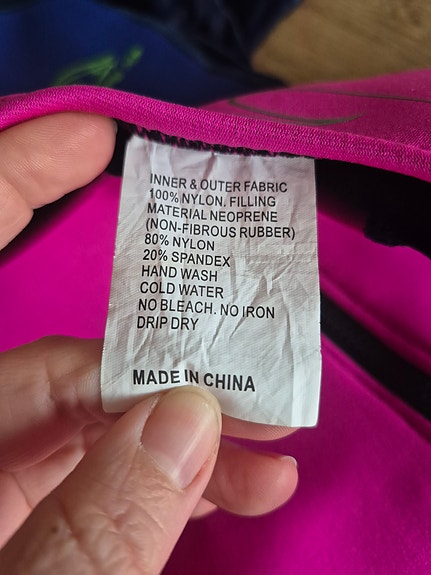 INNER & OUTER FABRIC
100% NYLON. FILLING
MATERIAL NEOPRENE
(NON-FIBROUS RUBBER)
80% NYLON
20% SPANDEX
HAND WASH
COLD WATER
NO BLEACH. NO IRON
DRIP DRY
MADE IN CHINA